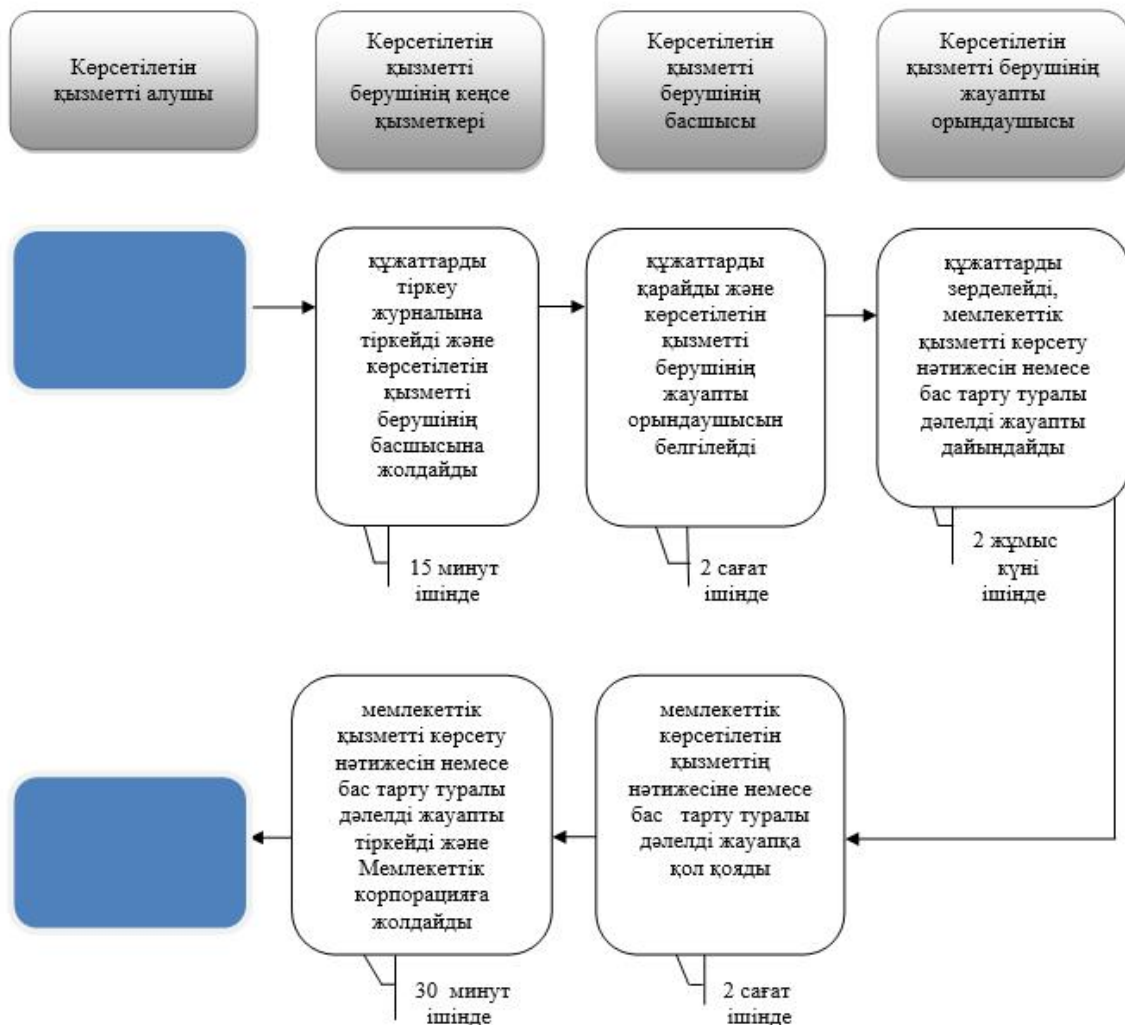 Көрсетілетін
қызметті алушы
Көрсетілетін
қызметті
берушінің кеңсе
қызметкері
Көрсетілетін
қызметті
берушінің
басшысы
Көрсетілетін
қызметті берушінің
жауапты
орындаушысы
құжаттарды
тіркеу
журналына
тіркейді және
көрсетілетін
қызметті
берушінің
басшысына
жолдайды
15 минут
ішінде
құжаттарды
қарайды және
көрсетілетін
қызметті
берушінің
жауапты
орындаушысын
белгілейді
2 сағат
ішінде
құжаттарды
зерделейді,
мемлекеттік
қызметті көрсету
нәтижесін немесе
бас тарту туралы
дәлелді жауапты
дайындайды
2 жұмыс
күні
ішінде
мемлекеттік
көрсетілетін
қызметтің
нәтижесіне немесе
бас тарту туралы
дәлелді жауапқа
қол қояды
2 сағат
ішінде
мемлекеттік
қызметті көрсету
нәтижесін немесе
бас тарту туралы
дәлелді жауапты
тіркейді және
Мемлекеттік
корпорацияға
жолдайды
30 минут
ішінде